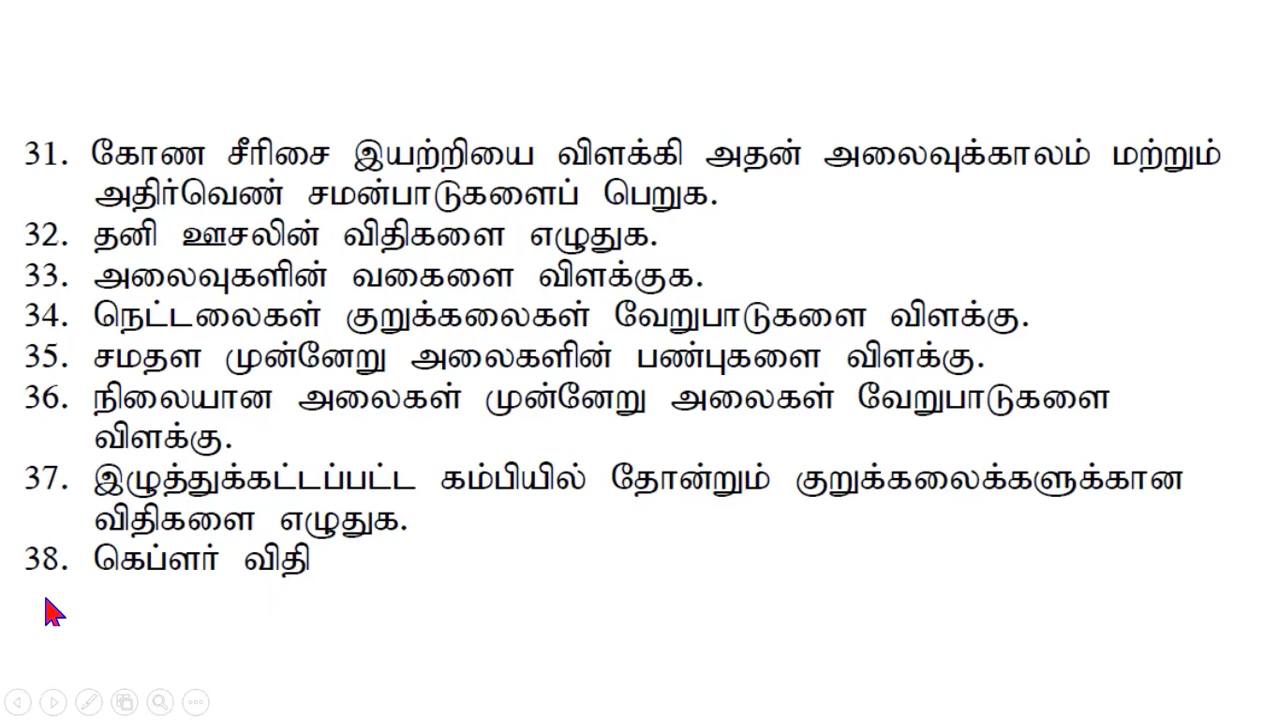 31. கோண சீரிசை இயற்றியை விளக்கி அதன் அலைவுக்காலம் மற்றும்
அதிர்வெண் சமன்பாடுகளைப் பெறுக.
32. தனி ஊசலின் விதிகளை எழுதுக.
33. அலைவுகளின் வகைளை விளக்குக.
34. நெட்டலைகள் குறுக்கலைகள் வேறுபாடுகளை விளக்கு.
35. சமதள முன்னேறு அலைகளின் பண்புகளை விளக்கு.
36. நிலையான அலைகள் முன்னேறு அலைகள் வேறுபாடுகளை
விளக்கு.
37. இழுத்துக்கட்டப்பட்ட கம்பியில் தோன்றும் குறுக்கலைக்களுக்கான
விதிகளை எழுதுக.
38. கெப்ளர் விதி